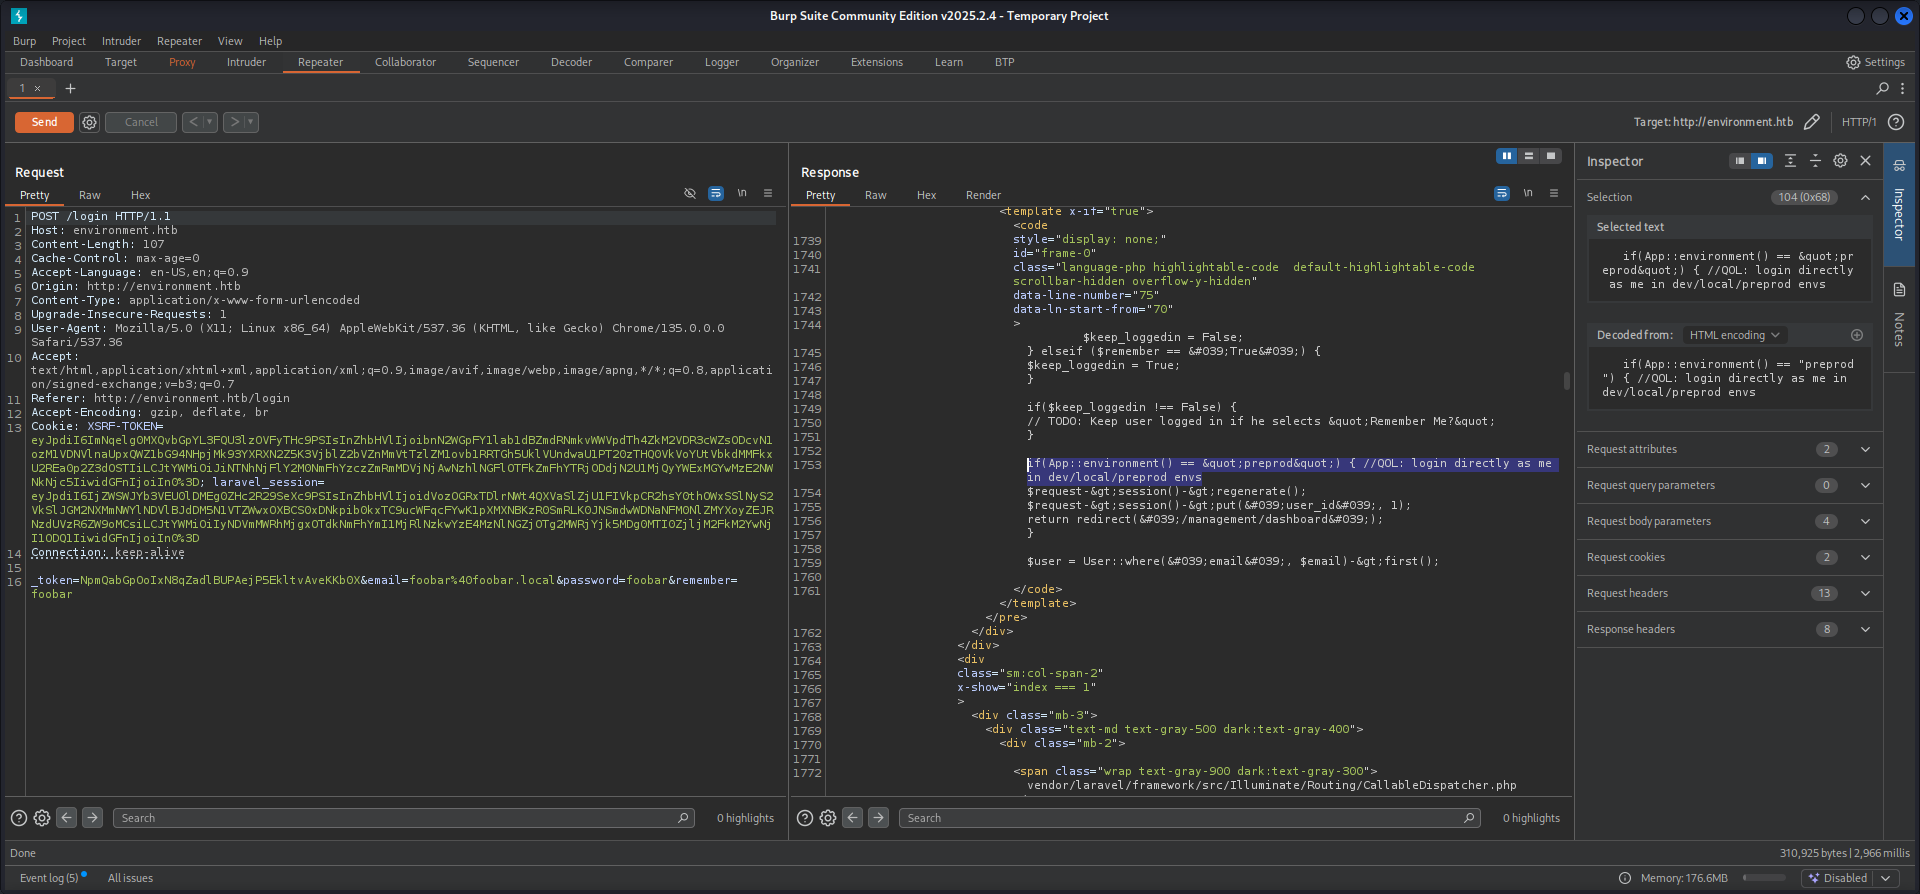 Burp Suite Community Edition v2025.2.4 - Temporary Project
Burp Project Intruder Repeater View Help
Dashboard Target Proxy Intruder Repeater Collaborator Sequencer Decoder Comparer Logger Organizer Extensions Learn BTP Settings
1 × +
Send Cancel < > Target: http://environment.htb HTTP/1
Request
Pretty Raw Hex \n
1 POST /login HTTP/1.1
2 Host: environment.htb
3 Content-Length: 107
4 Cache-Control: max-age=0
5 Accept-Language: en-US,en;q=0.9
6 Origin: http://environment.htb
7 Content-Type: application/x-www-form-urlencoded
8 Upgrade-Insecure-Requests: 1
9 User-Agent: Mozilla/5.0 (X11; Linux x86_64) AppleWebKit/537.36 (KHTML, like Gecko) Chrome/135.0.0.0
Safari/537.36
10 Accept:
text/html,application/xhtml+xml,application/xml;q=0.9,image/avif,image/webp,image/apng,*/*;q=0.8,applicati
on/signed-exchange;v=b3;q=0.7
11 Referer: http://environment.htb/login
12 Accept-Encoding: gzip, deflate, br
13 Cookie: XSRF-TOKEN=
laravel_session=
14 Connection: keep-alive
15
16 _token=NpmQabGpOoIxN8qZadlBUPAejP5EkltvAveKKbOX&email=foobar%40foobar.local&password=foobar&remember=
foobar
Search 0 highlights
Response
Pretty Raw Hex Render \n
<template x-if="true">
<code
1739 style="display: none;"
1740 id="frame-0"
1741 class="language-php highlightable-code default-highlightable-code
scrollbar-hidden overflow-y-hidden"
1742 data-line-number="75"
1743 data-ln-start-from="70"
1744 >
$keep_loggedin = False;
1745 } elseif ($remember == &#039;True&#039;) {
1746 $keep_loggedin = True;
1747 }
1748
1749 if($keep_loggedin !== False) {
1750 // TODO: Keep user logged in if he selects &quot;Remember Me?&quot;
1751 }
1752
1753 if(App::environment() == &quot;preprod&quot;) { //QOL: login directly as me
in dev/local/preprod envs
1754 $request-&gt;session()-&gt;regenerate();
1755 $request-&gt;session()-&gt;put(&#039;user_id&#039;, 1);
1756 return redirect(&#039;/management/dashboard&#039;);
1757 }
1758
1759 $user = User::where(&#039;email&#039;, $email)-&gt;first();
1760
1761 </code>
</template>
</pre>
1762 </div>
1763 </div>
1764 <div
1765 class="sm:col-span-2"
1766 x-show="index === 1"
1767 >
1768 <div class="mb-3">
1769 <div class="text-md text-gray-500 dark:text-gray-400">
1770 <div class="mb-2">
1771
1772 <span class="wrap text-gray-900 dark:text-gray-300">
vendor/laravel/framework/src/Illuminate/Routing/CallableDispatcher.php
Search 0 highlights
Inspector
Selection 104 (0x68)
Selected text
if(App::environment() == &quot;pr
eprod&quot;) { //QOL: login directly
as me in dev/local/preprod envs
Decoded from: HTML encoding
if(App::environment() == "preprod
") { //QOL: login directly as me in
dev/local/preprod envs
Request attributes 2
Request query parameters 0
Request body parameters 4
Request cookies 2
Request headers 13
Response headers 8
Inspector
Notes
Done 310,925 bytes | 2,966 millis
Event log (5) All issues Memory: 176.6MB Disabled